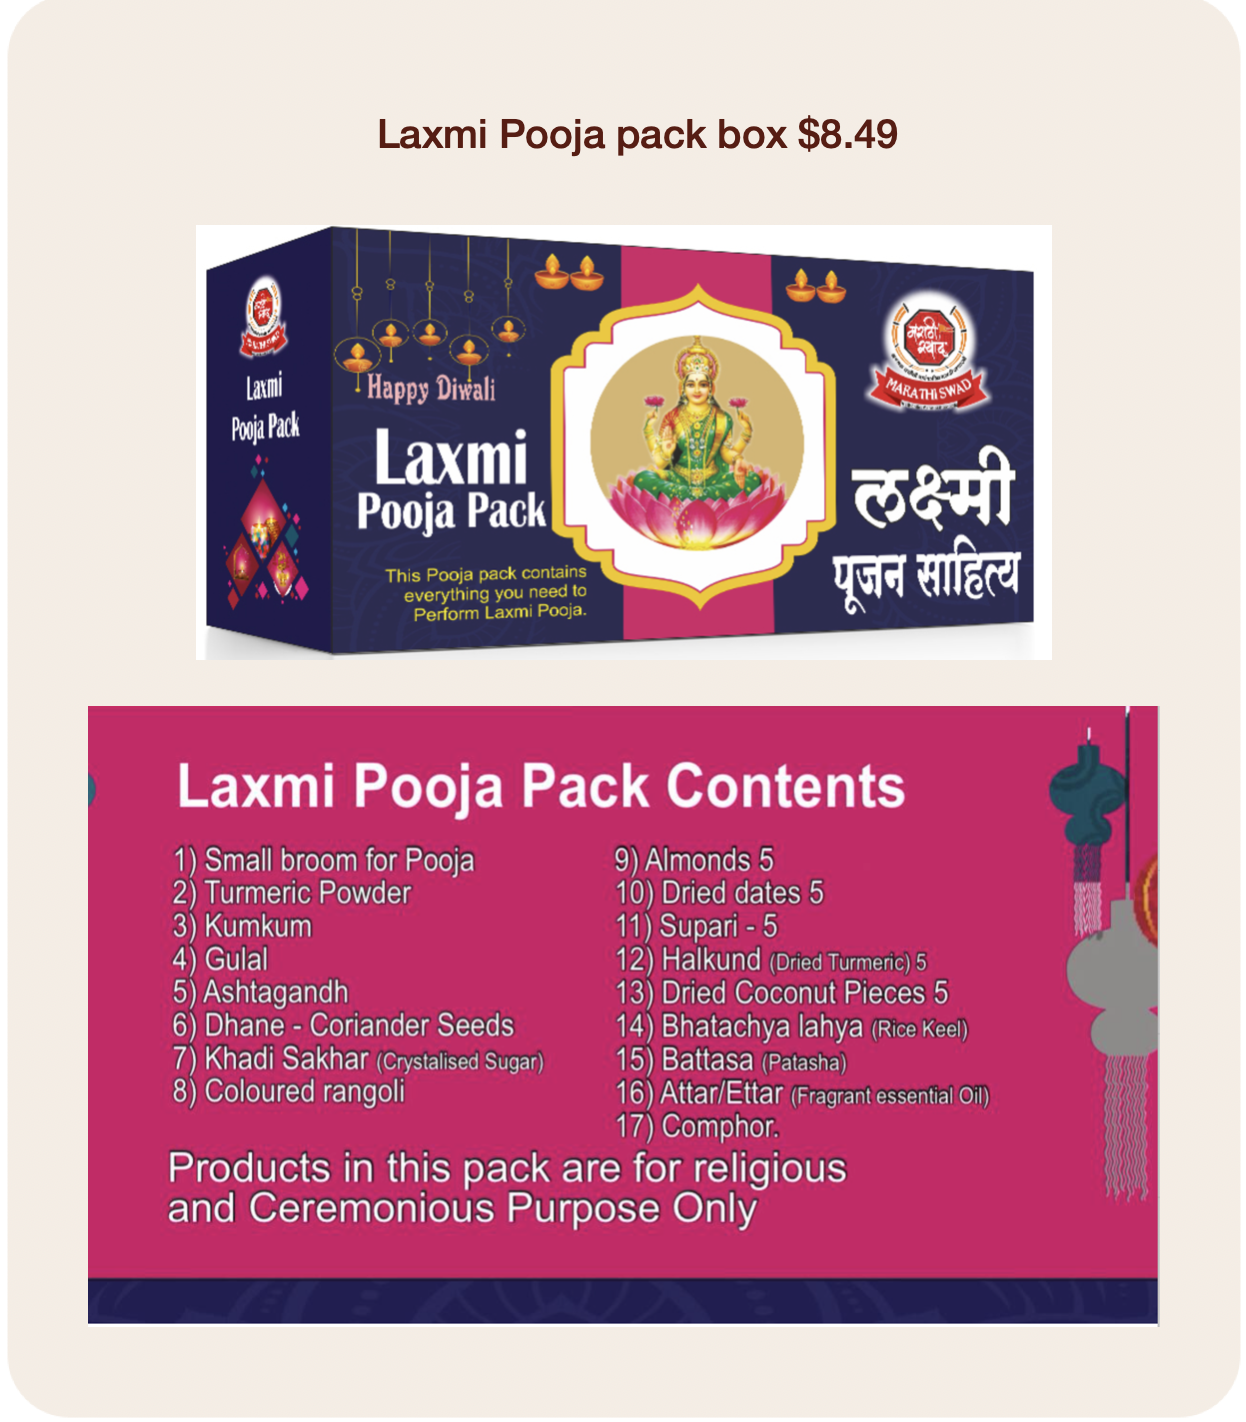 Laxmi Pooja pack box $8.49
Laxmi
Pooja Pack
Happy Diwali
Laxmi
Pooja Pack
This Pooja pack contains
everything you need to
Perform Laxmi Pooja.
मराठी
स्वाद
MARATHI SWAD
लक्ष्मी
पूजन साहित्य
Laxmi Pooja Pack Contents
1) Small broom for Pooja
2) Turmeric Powder
3) Kumkum
4) Gulal
5) Ashtagandh
6) Dhane - Coriander Seeds
7) Khadi Sakhar (Crystalised Sugar)
8) Coloured rangoli
9) Almonds 5
10) Dried dates 5
11) Supari - 5
12) Halkund (Dried Turmeric) 5
13) Dried Coconut Pieces 5
14) Bhatachya lahya (Rice Keel)
15) Battasa (Patasha)
16) Attar/Ettar (Fragrant essential Oil)
17) Comphor.
Products in this pack are for religious
and Ceremonious Purpose Only